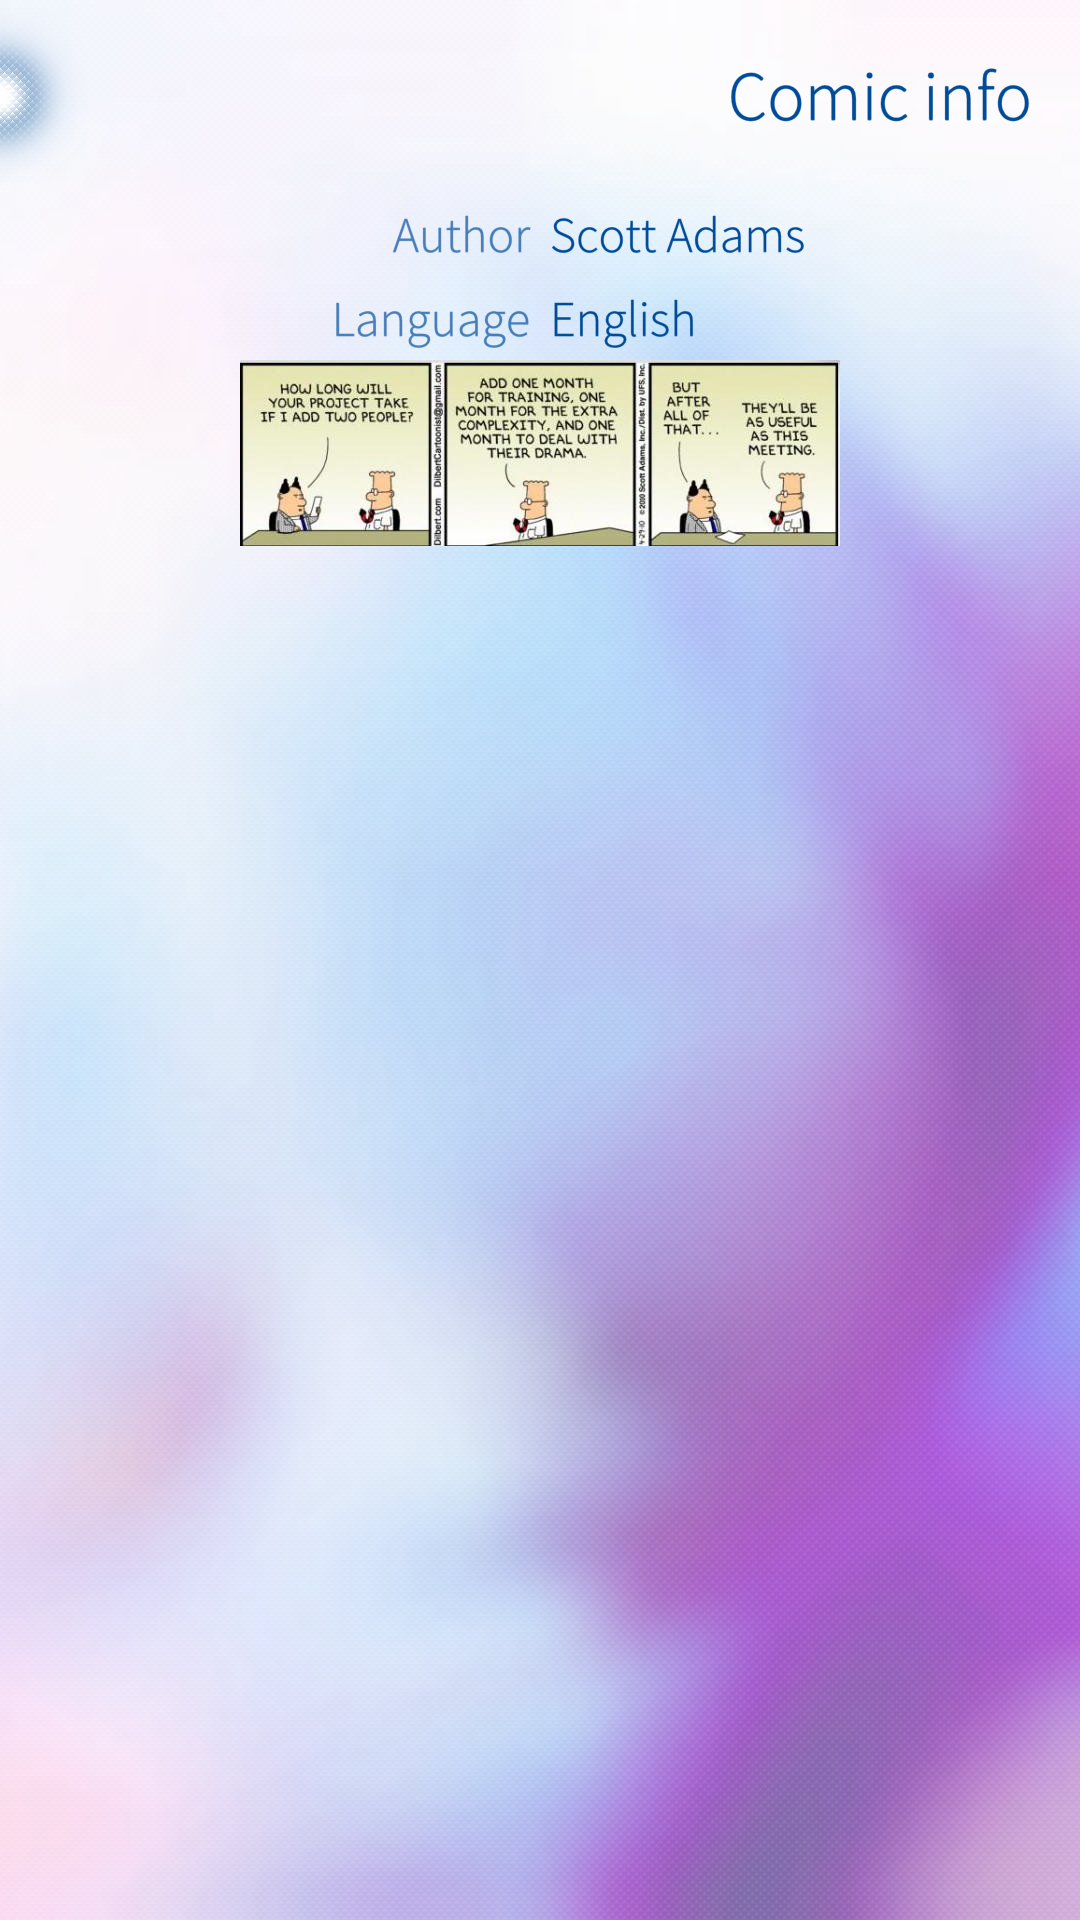 Comic info
Author Scott Adams
Language English
HOW LONG WILL
YOUR PROJECT TAKE
IF I ADD TWO PEOPLE?
Dilbert.com DilbertCartoonist@gmail.com
ADD ONE MONTH
FOR TRAINING, ONE
MONTH FOR THE EXTRA
COMPLEXITY, AND ONE
MONTH TO DEAL WITH
THEIR DRAMA.
4-29-10 ©2010 Scott Adams, Inc./Dist. by UFS, Inc.
BUT
AFTER
ALL OF
THAT...
THEY'LL BE
AS USEFUL
AS THIS
MEETING.